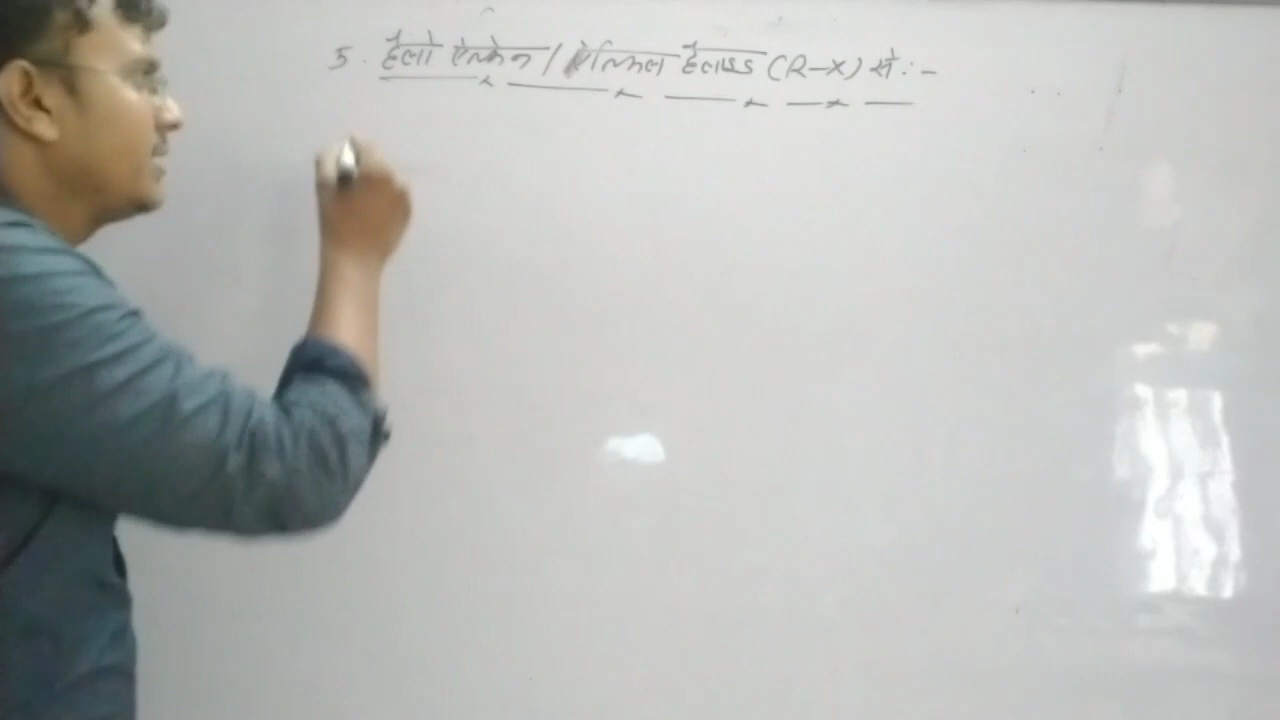 5. हैलो एल्केन / ऐल्किल हैलाइड (R-X) से :-